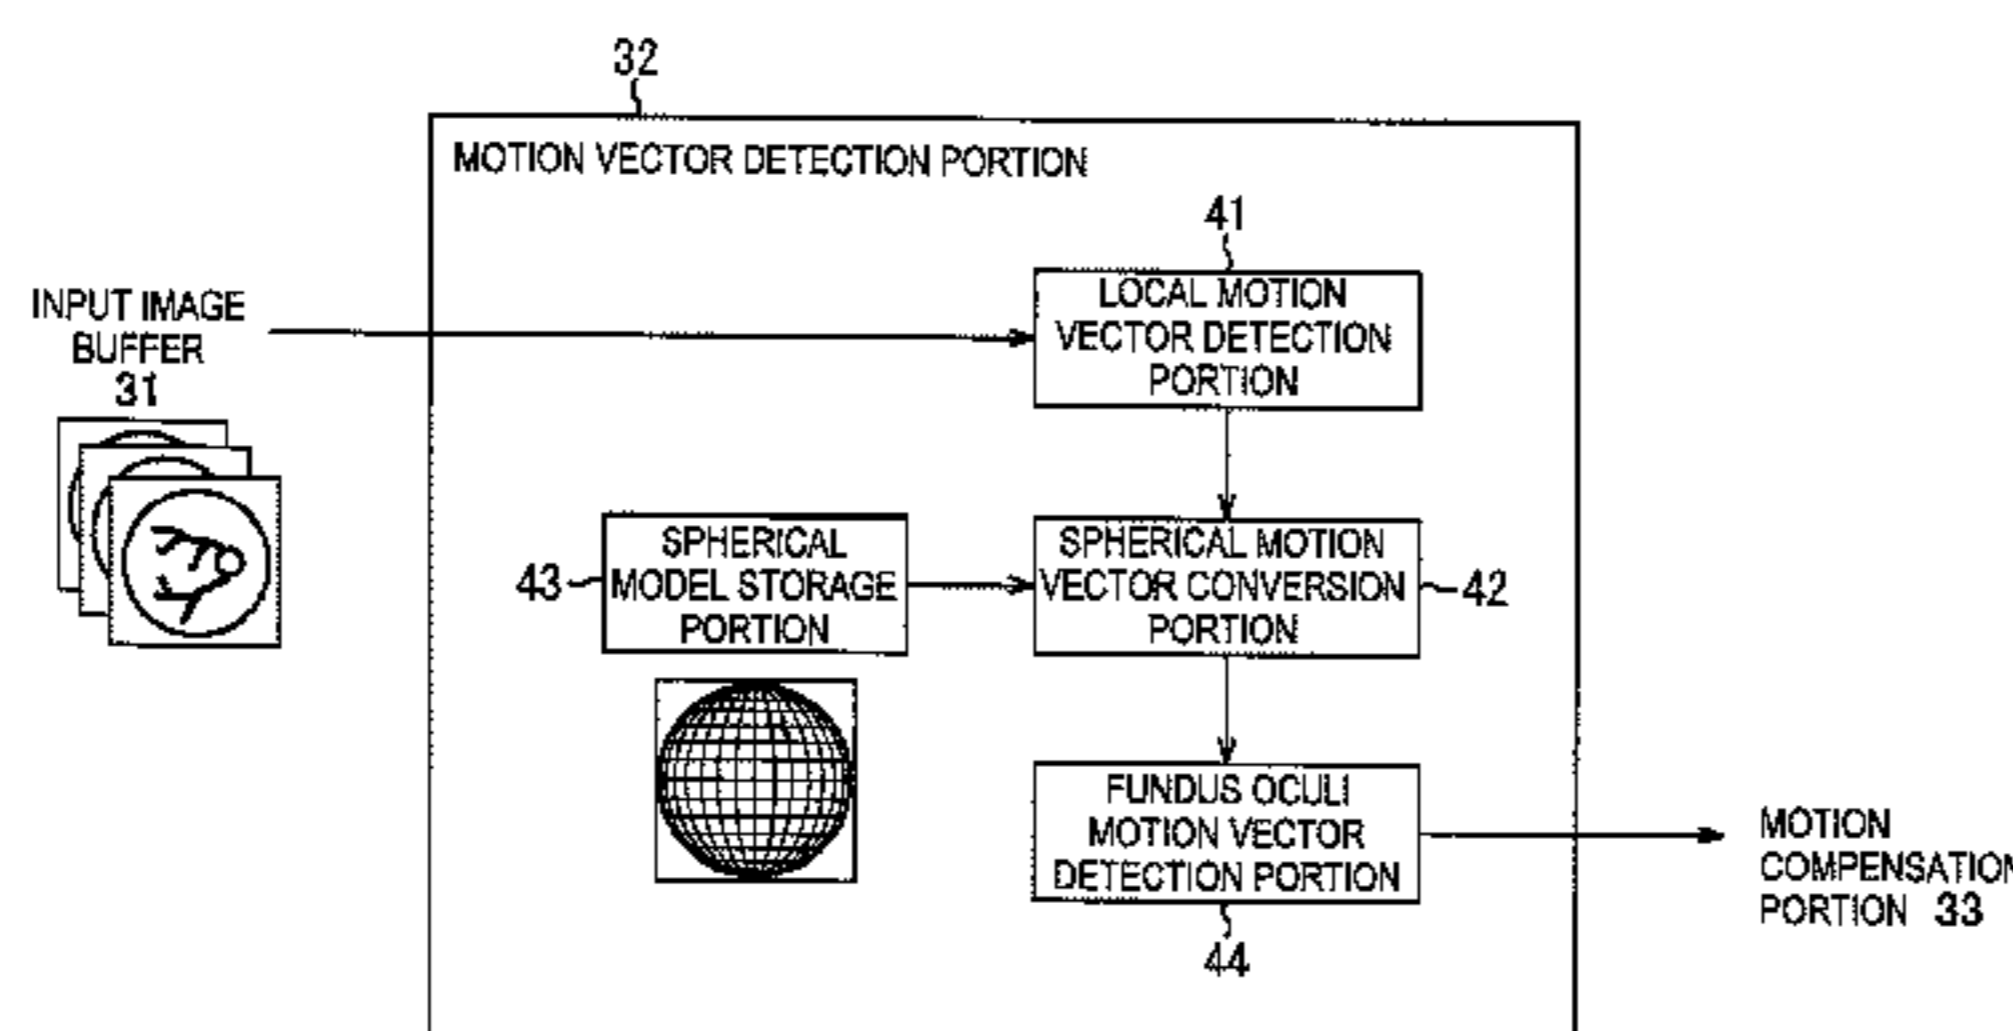 32
MOTION VECTOR DETECTION PORTION
41
LOCAL MOTION
VECTOR DETECTION
PORTION
INPUT IMAGE
BUFFER
31
43
SPHERICAL
MODEL STORAGE
PORTION
SPHERICAL MOTION
VECTOR CONVERSION
PORTION
42
FUNDUS OCULI
MOTION VECTOR
DETECTION PORTION
44
MOTION
COMPENSATION
PORTION 33